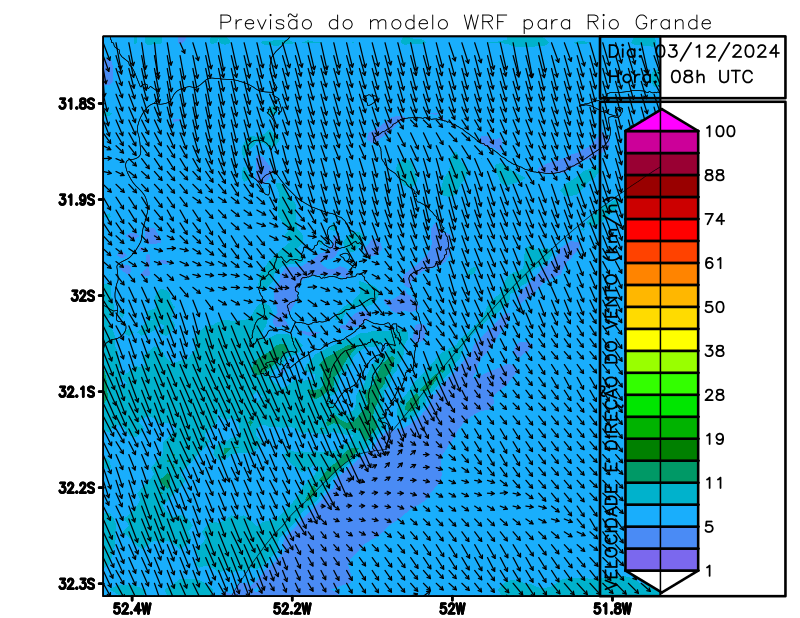 Previsão do modelo WRF para Rio Grande
Dia: 03/12/2024
Hora: 08h UTC
31.8S
31.9S
32S
32.1S
32.2S
32.3S
52.4W
52.2W
52W
51.8W
VELOCIDADE E DIREÇÃO DO VENTO (km/h)
100
88
74
61
50
38
28
19
11
5
1